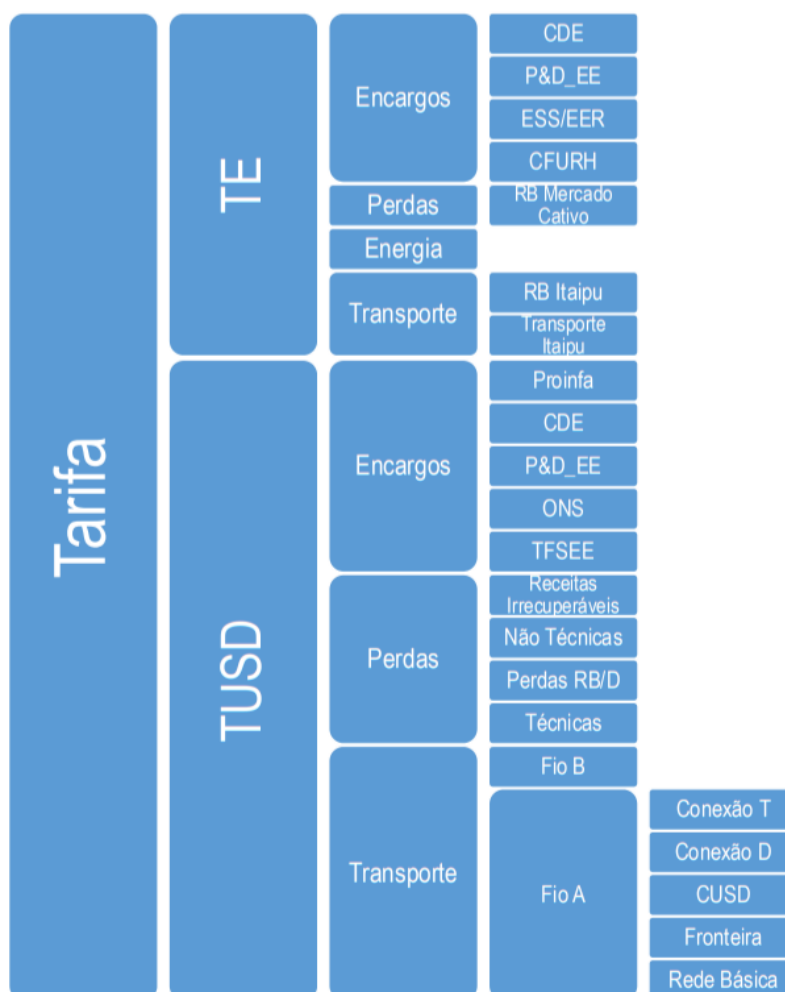 Tarifa
TE
Encargos
CDE
P&D_EE
ESS/EER
CFURH
Perdas
RB Mercado
Cativo
Energia
Transporte
RB Itaipu
Transporte
Itaipu
TUSD
Encargos
Proinfa
CDE
P&D_EE
ONS
TFSEE
Perdas
Receitas
Irrecuperáveis
Não Técnicas
Perdas RB/D
Técnicas
Transporte
Fio B
Fio A
Conexão T
Conexão D
CUSD
Fronteira
Rede Básica